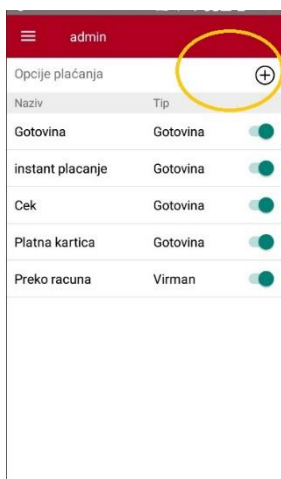 admin
Opcije plaćanja
Naziv Tip
Gotovina Gotovina
instant placanje Gotovina
Cek Gotovina
Platna kartica Gotovina
Preko racuna Virman